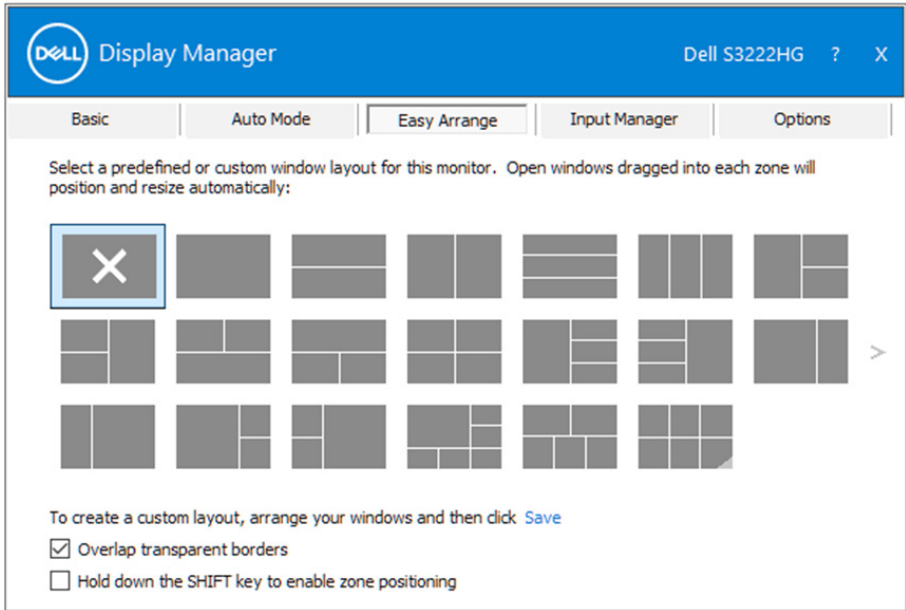 DELL Display Manager Dell S3222HG ? X
Basic Auto Mode Easy Arrange Input Manager Options
Select a predefined or custom window layout for this monitor. Open windows dragged into each zone will
position and resize automatically:
>
To create a custom layout, arrange your windows and then click Save
Overlap transparent borders
Hold down the SHIFT key to enable zone positioning